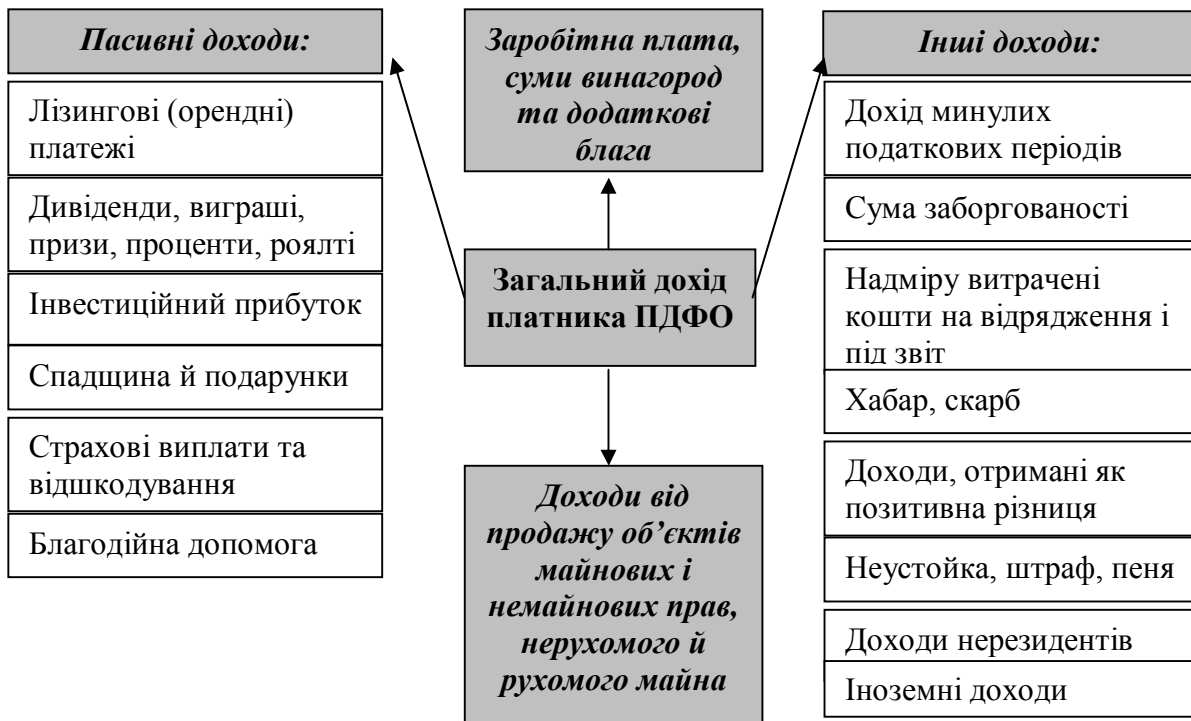 Пасивні доходи:
Лізингові (орендні)
платежі
Дивіденди, виграші,
призи, проценти, роялті
Інвестиційний прибуток
Спадщина й подарунки
Страхові виплати та
відшкодування
Благодійна допомога
Заробітна плата,
суми винагород
та додаткові
блага
Загальний дохід
платника ПДФО
Доходи від
продажу об’єктів
майнових і
немайнових прав,
нерухомого й
рухомого майна
Інші доходи:
Дохід минулих
податкових періодів
Сума заборгованості
Надміру витрачені
кошти на відрядження і
під звіт
Хабар, скарб
Доходи, отримані як
позитивна різниця
Неустойка, штраф, пеня
Доходи нерезидентів
Іноземні доходи